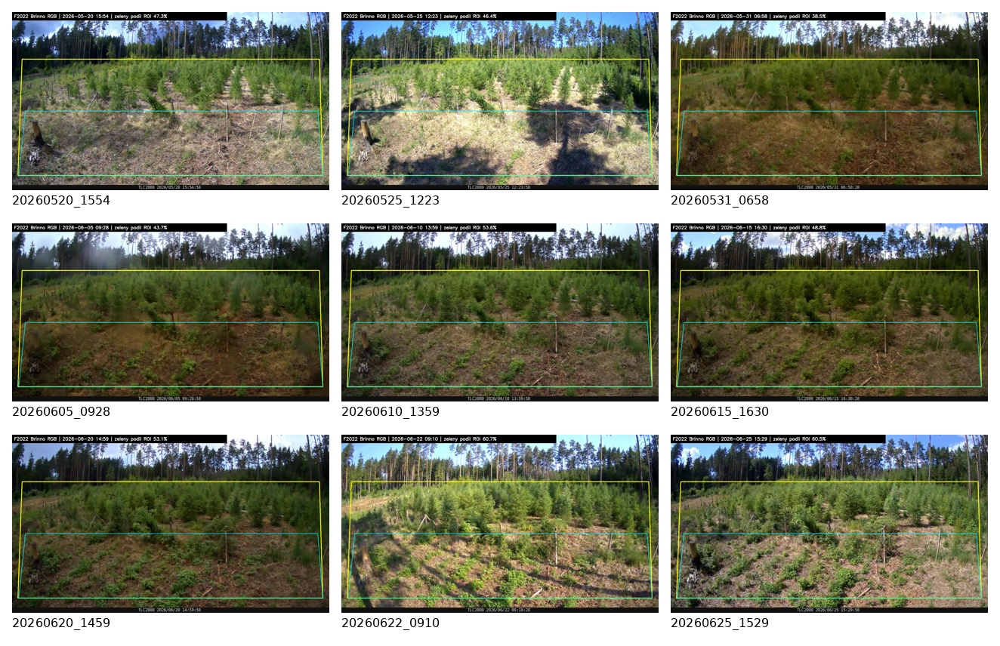 F2022 Brinno RGB | 2026-05-20 15:54 | zeleny podil ROI 47.3%
TLC2000 2026/05/20 15:54:58
20260520_1554
F2022 Brinno RGB | 2026-05-25 12:23 | zeleny podil ROI 46.4%
TLC2000 2026/05/25 12:23:58
20260525_1223
F2022 Brinno RGB | 2026-05-31 06:58 | zeleny podil ROI 38.5%
TLC2000 2026/05/31 06:58:28
20260531_0658
F2022 Brinno RGB | 2026-06-05 09:28 | zeleny podil ROI 43.7%
TLC2000 2026/06/05 09:28:58
20260605_0928
F2022 Brinno RGB | 2026-06-10 13:59 | zeleny podil ROI 53.6%
TLC2000 2026/06/10 13:59:58
20260610_1359
F2022 Brinno RGB | 2026-06-15 16:30 | zeleny podil ROI 48.8%
TLC2000 2026/06/15 16:30:28
20260615_1630
F2022 Brinno RGB | 2026-06-20 14:59 | zeleny podil ROI 53.1%
TLC2000 2026/06/20 14:59:58
20260620_1459
F2022 Brinno RGB | 2026-06-22 09:10 | zeleny podil ROI 60.7%
TLC2000 2026/06/22 09:10:28
20260622_0910
F2022 Brinno RGB | 2026-06-25 15:29 | zeleny podil ROI 60.5%
TLC2000 2026/06/25 15:29:58
20260625_1529